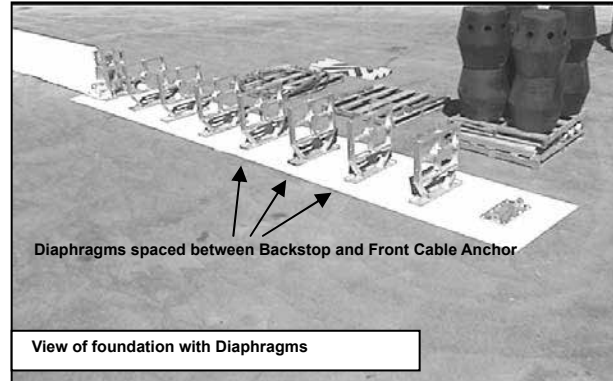 Diaphragms spaced between Backstop and Front Cable Anchor
View of foundation with Diaphragms